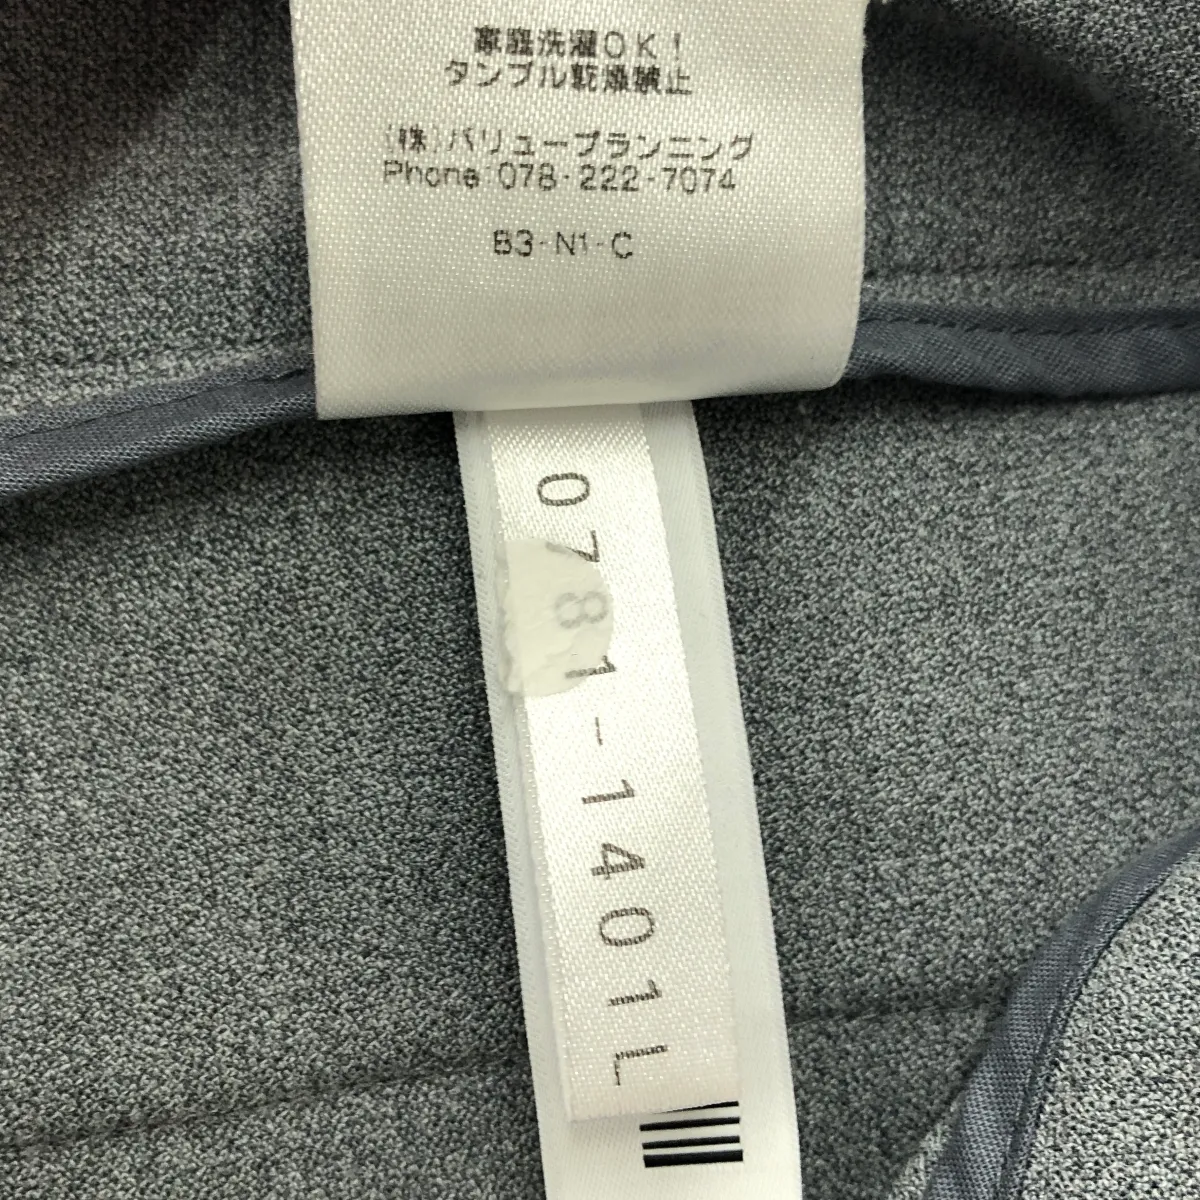 家庭洗濯OK!
タンブル乾燥禁止
(株)バリュープランニング
Phone:078-222-7074
B3-N1-C
0781-1401L